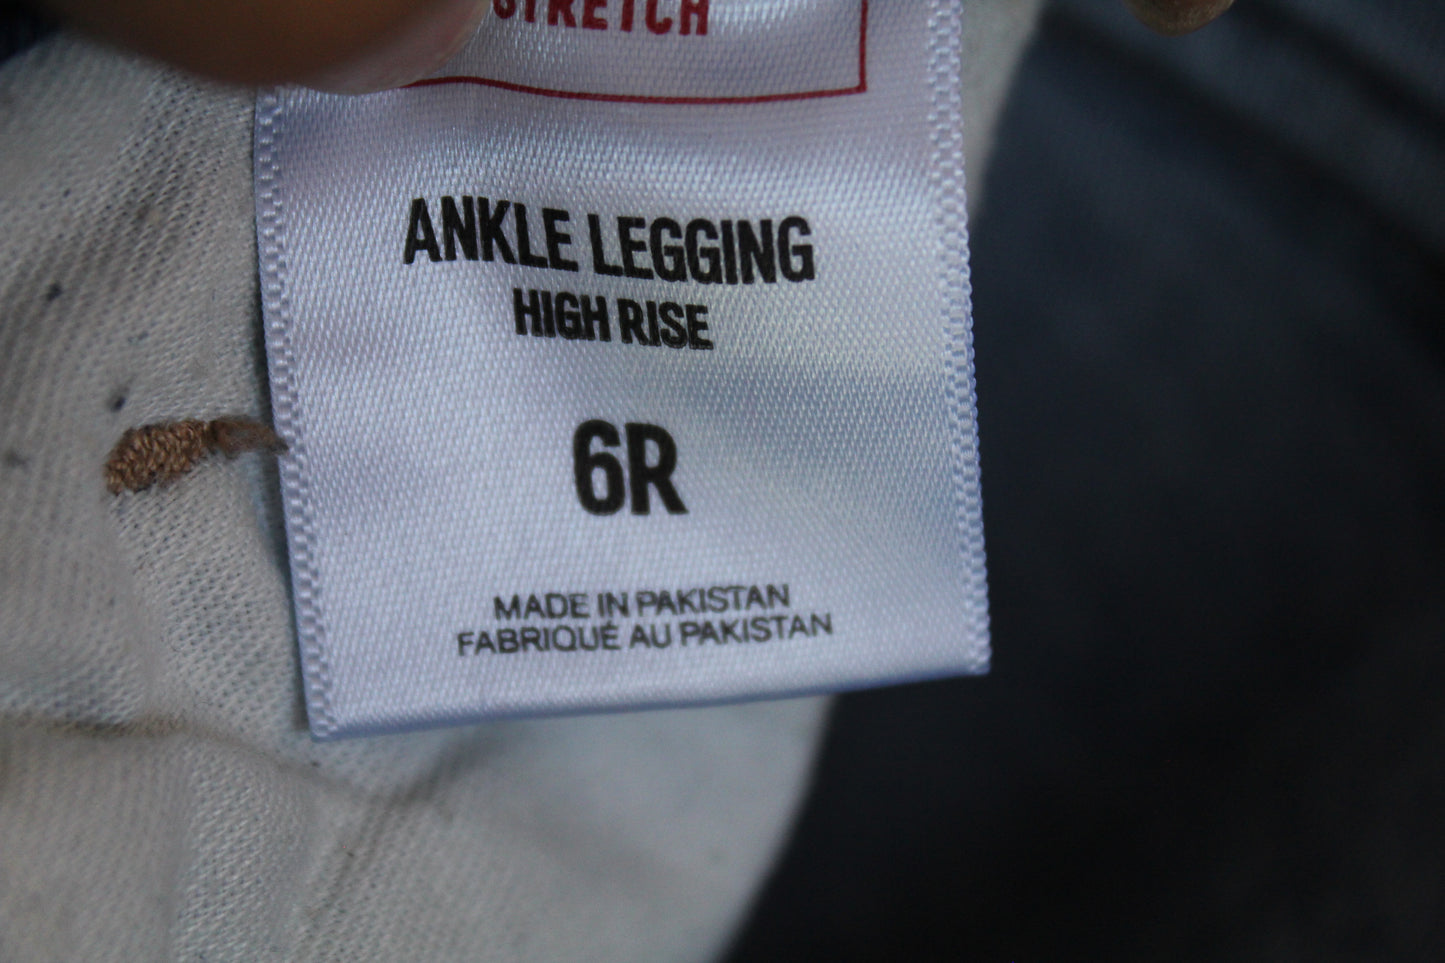 STRETCH
ANKLE LEGGING
HIGH RISE
6R
MADE IN PAKISTAN
FABRIQUÉ AU PAKISTAN